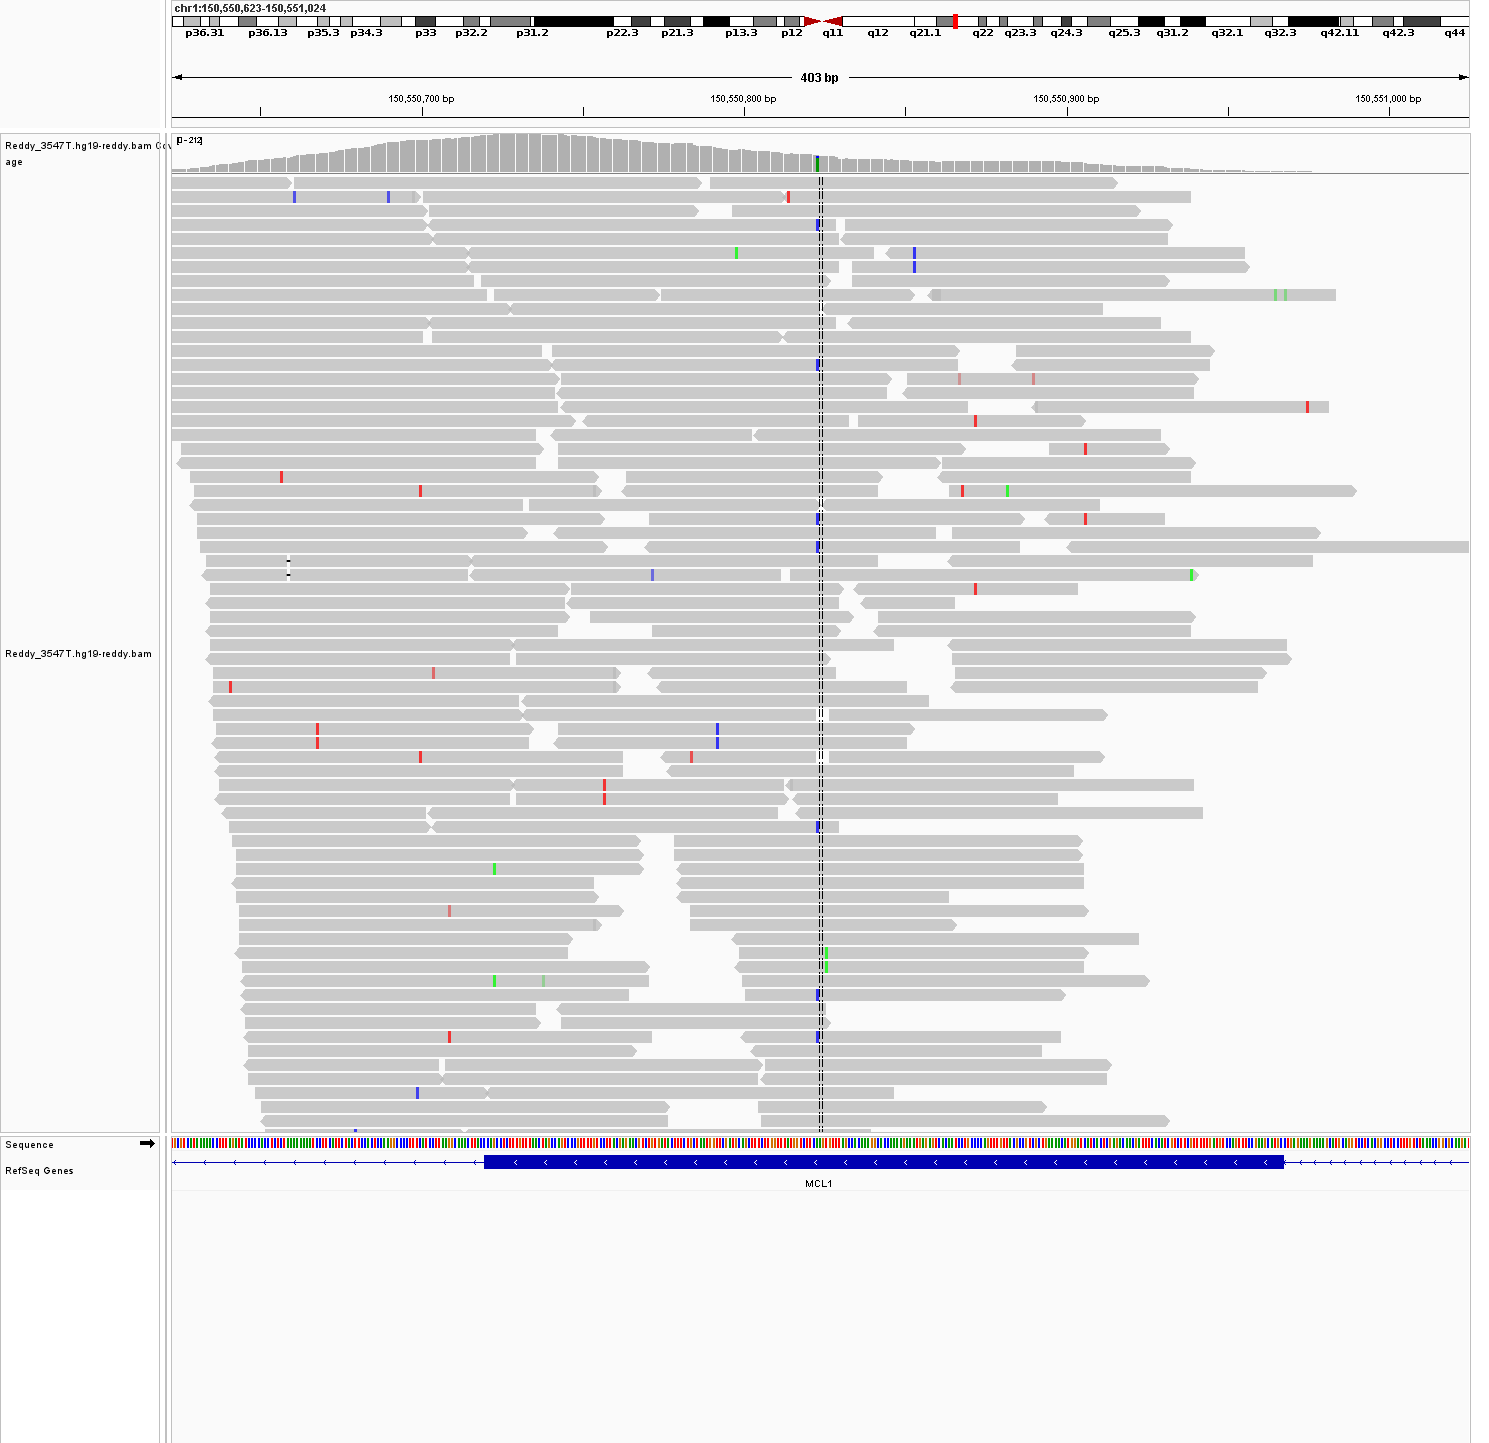 chr1:150,550,623-150,551,024
p36.31 p36.13 p35.3 p34.3 p33 p32.2 p31.2 p22.3 p21.3 p13.3 p12 q11 q12 q21.1 q22 q23.3 q24.3 q25.3 q31.2 q32.1 q32.3 q42.11 q42.3 q44
403 bp
150,550,700 bp 150,550,800 bp 150,550,900 bp 151,551,000 bp
[0 - 212]
Reddy_3547T.hg19-reddy.bam Cov
age
Reddy_3547T.hg19-reddy.bam
Sequence
RefSeq Genes
MCL1